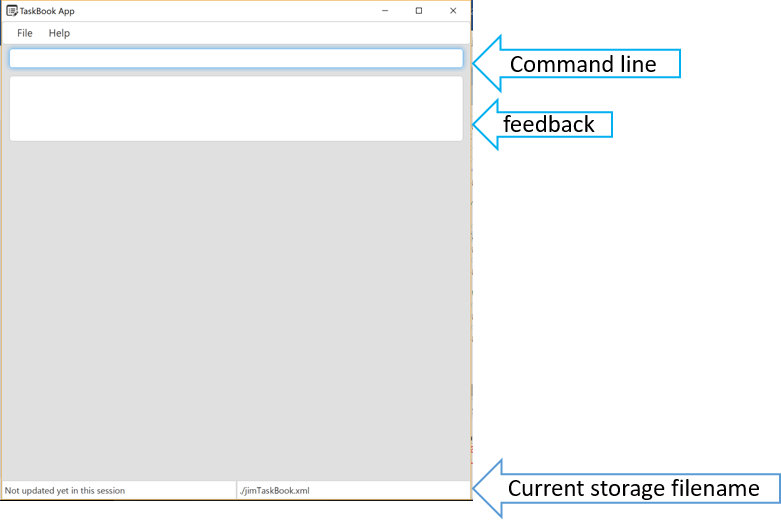 TaskBook App
File Help
Command line
feedback
Not updated yet in this session
./jimTaskBook.xml
Current storage filename